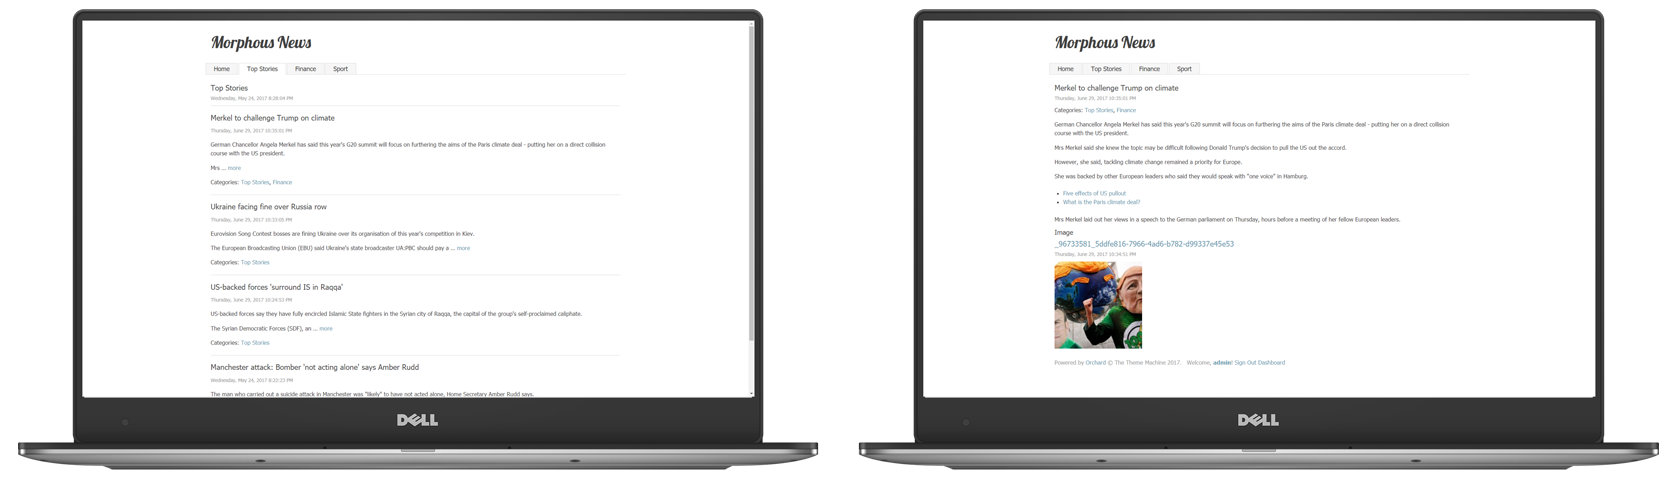 Morphous News
Home
Top Stories
Finance
Sport
Top Stories
Wednesday, May 24, 2017 8:28:04 PM
Merkel to challenge Trump on climate
Thursday, June 29, 2017 10:35:01 PM
German Chancellor Angela Merkel has said this year's G20 summit will focus on furthering the aims of the Paris climate deal - putting her on a direct collision
course with the US president.
Mrs ... more
Categories: Top Stories, Finance
Ukraine facing fine over Russia row
Thursday, June 29, 2017 10:33:05 PM
Eurovision Song Contest bosses are fining Ukraine over its organisation of this year's competition in Kiev.
The European Broadcasting Union (EBU) said Ukraine's state broadcaster UA:PBC should pay a ... more
Categories: Top Stories
US-backed forces 'surround IS in Raqqa'
Thursday, June 29, 2017 10:24:53 PM
US-backed forces say they have fully encircled Islamic State fighters in the Syrian city of Raqqa, the capital of the group's self-proclaimed caliphate.
The Syrian Democratic Forces (SDF), an ... more
Categories: Top Stories
Manchester attack: Bomber 'not acting alone' says Amber Rudd
Wednesday, May 24, 2017 8:22:23 PM
The man who carried out a suicide attack in Manchester was "likely" to have not acted alone, Home Secretary Amber Rudd says.
DELL
Morphous News
Home
Top Stories
Finance
Sport
Merkel to challenge Trump on climate
Thursday, June 29, 2017 10:35:01 PM
Categories: Top Stories, Finance
German Chancellor Angela Merkel has said this year's G20 summit will focus on furthering the aims of the Paris climate deal - putting her on a direct collision
course with the US president.
Mrs Merkel said she knew the topic may be difficult following Donald Trump's decision to pull the US out the accord.
However, she said, tackling climate change remained a priority for Europe.
She was backed by other European leaders who said they would speak with "one voice" in Hamburg.
Five effects of US pullout
What is the Paris climate deal?
Mrs Merkel laid out her views in a speech to the German parliament on Thursday, hours before a meeting of her fellow European leaders.
Image
_96733581_5ddfe816-7966-4ad6-b782-d99337e45e53
Thursday, June 29, 2017 10:34:51 PM
Powered by Orchard © The Theme Machine 2017. Welcome, admin! Sign Out Dashboard
DELL